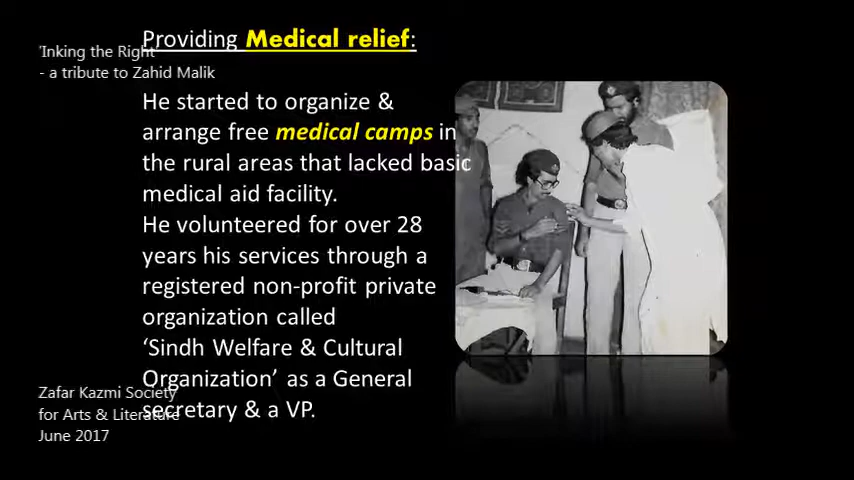 Providing Medical relief:
'Inking the Right'
- a tribute to Zahid Malik
He started to organize &
arrange free medical camps in
the rural areas that lacked basic
medical aid facility.
He volunteered for over 28
years his services through a
registered non-profit private
organization called
‘Sindh Welfare & Cultural
Organization’ as a General
secretary & a VP.
Zafar Kazmi Society
for Arts & Literature
June 2017